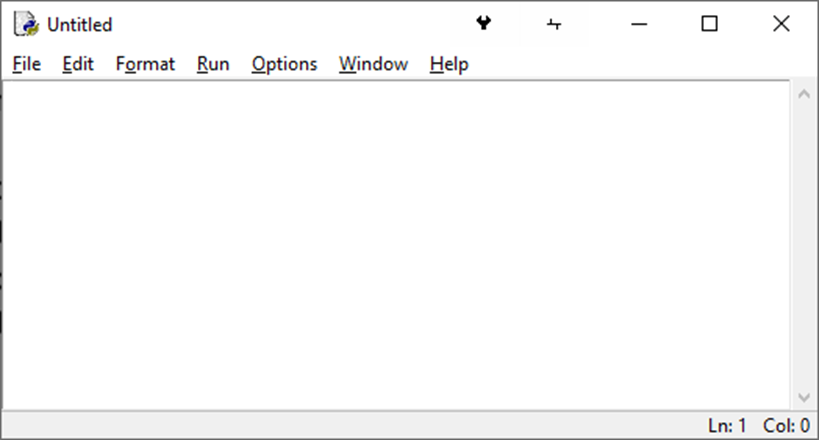 Untitled
File Edit Format Run Options Window Help
Ln: 1 Col: 0